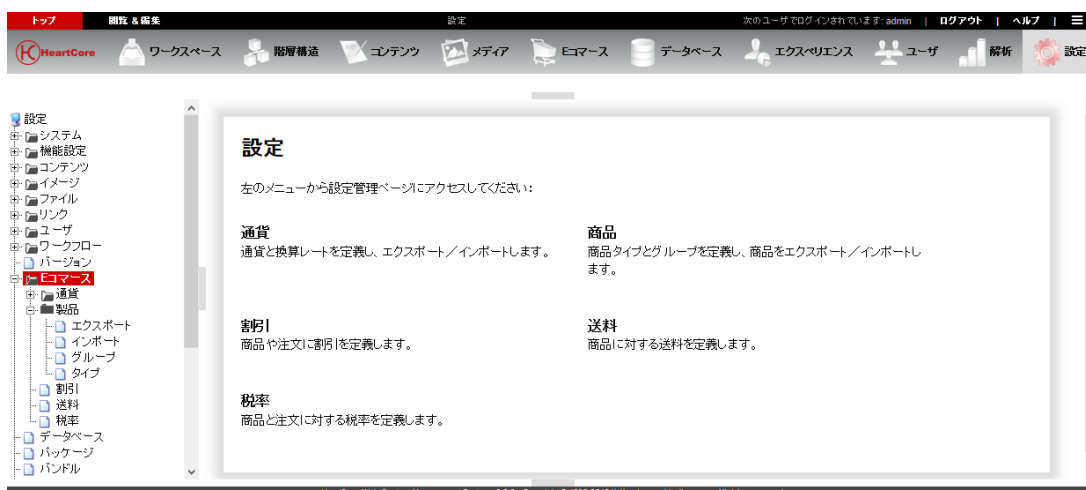 トップ 閲覧 & 編集 設定 次のユーザでログインされています: admin | ログアウト | ヘルプ |
HeartCore ワークスペース 階層構造 コンテンツ メディア Eコマース データベース エクスペリエンス ユーザ 解析 設定
設定
システム
機能設定
コンテンツ
イメージ
ファイル
リンク
ユーザ
ワークフロー
バージョン
Eコマース
通貨
製品
エクスポート
インポート
グループ
タイプ
割引
送料
税率
データベース
パッケージ
バンドル
設定
左のメニューから設定管理ページにアクセスしてください:
通貨
通貨と換算レートを定義し、エクスポート／インポートします。
商品
商品タイプとグループを定義し、商品をエクスポート／インポートし
ます。
割引
商品や注文に割引を定義します。
送料
商品に対する送料を定義します。
税率
商品と注文に対する税率を定義します。